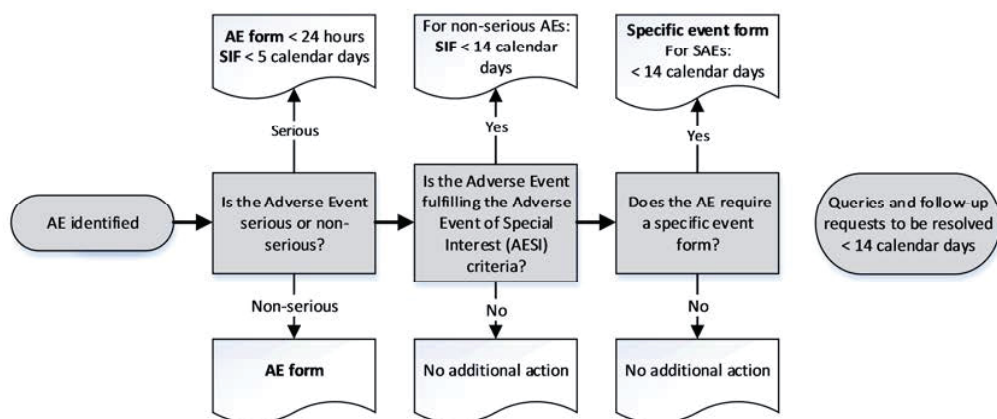 AE form < 24 hours
SIF < 5 calendar days
For non-serious AEs:
SIF < 14 calendar
days
Specific event form
For SAEs:
< 14 calendar days
Serious
Yes
Yes
AE identified
Is the Adverse Event
serious or non-
serious?
Is the Adverse Event
fulfilling the Adverse
Event of Special
Interest (AESI)
criteria?
Does the AE require
a specific event
form?
Queries and follow-up
requests to be resolved
< 14 calendar days
Non-serious
No
No
AE form
No additional action
No additional action